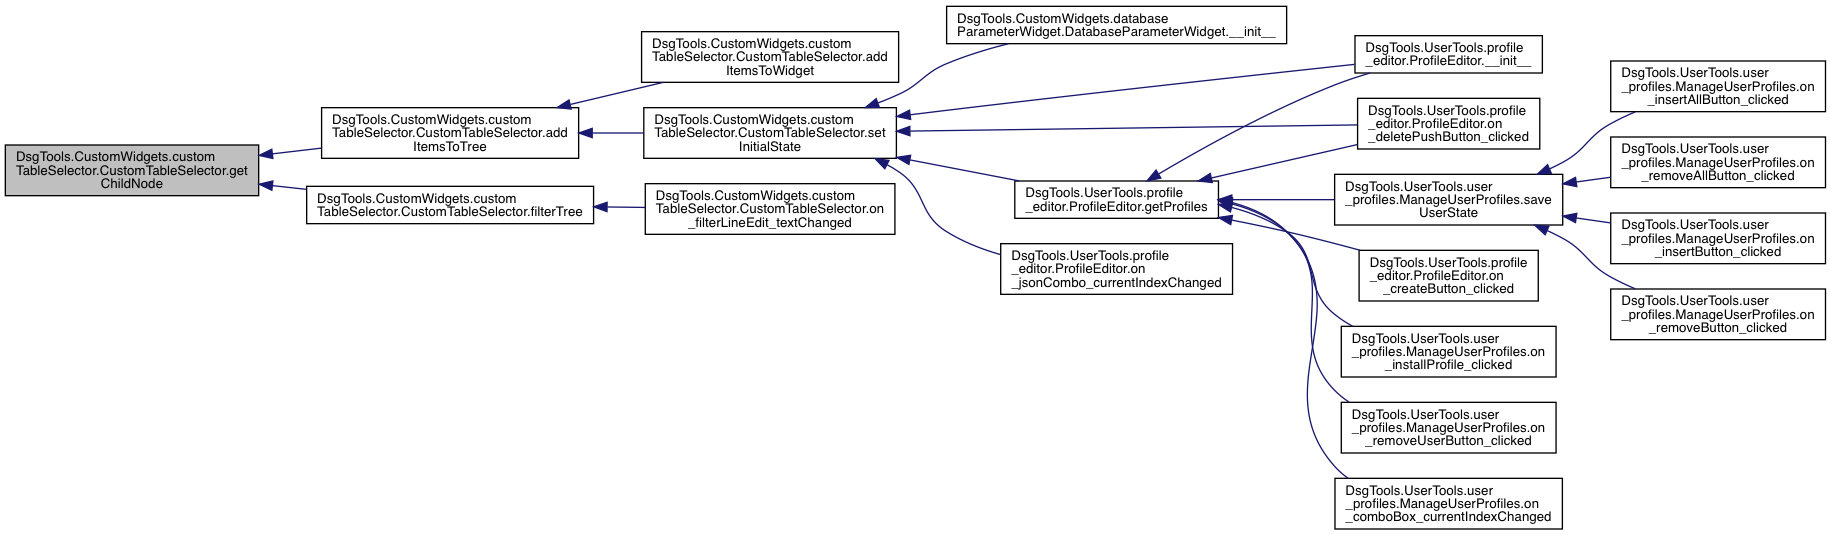 DsgTools.CustomWidgets.custom
TableSelector.CustomTableSelector.get
ChildNode
DsgTools.CustomWidgets.custom
TableSelector.CustomTableSelector.add
ItemsToTree
DsgTools.CustomWidgets.custom
TableSelector.CustomTableSelector.filterTree
DsgTools.CustomWidgets.custom
TableSelector.CustomTableSelector.add
ItemsToWidget
DsgTools.CustomWidgets.custom
TableSelector.CustomTableSelector.set
InitialState
DsgTools.CustomWidgets.custom
TableSelector.CustomTableSelector.on
_filterLineEdit_textChanged
DsgTools.CustomWidgets.database
ParameterWidget.DatabaseParameterWidget.__init__
DsgTools.UserTools.profile
_editor.ProfileEditor.getProfiles
DsgTools.UserTools.profile
_editor.ProfileEditor.on
_jsonCombo_currentIndexChanged
DsgTools.UserTools.profile
_editor.ProfileEditor.__init__
DsgTools.UserTools.profile
_editor.ProfileEditor.on
_deletePushButton_clicked
DsgTools.UserTools.user
_profiles.ManageUserProfiles.save
UserState
DsgTools.UserTools.profile
_editor.ProfileEditor.on
_createButton_clicked
DsgTools.UserTools.user
_profiles.ManageUserProfiles.on
_installProfile_clicked
DsgTools.UserTools.user
_profiles.ManageUserProfiles.on
_removeUserButton_clicked
DsgTools.UserTools.user
_profiles.ManageUserProfiles.on
_comboBox_currentIndexChanged
DsgTools.UserTools.user
_profiles.ManageUserProfiles.on
_insertAllButton_clicked
DsgTools.UserTools.user
_profiles.ManageUserProfiles.on
_removeAllButton_clicked
DsgTools.UserTools.user
_profiles.ManageUserProfiles.on
_insertButton_clicked
DsgTools.UserTools.user
_profiles.ManageUserProfiles.on
_removeButton_clicked